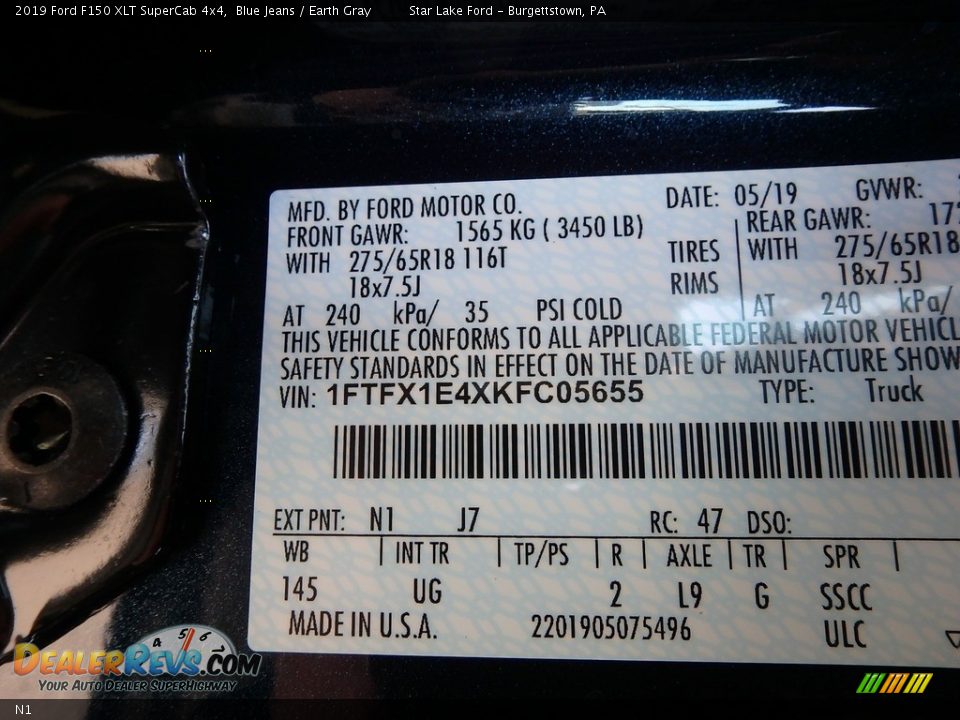 2019 Ford F150 XLT SuperCab 4x4, Blue Jeans / Earth Gray Star Lake Ford - Burgettstown, PA
MFD. BY FORD MOTOR CO. DATE: 05/19 GVWR:
FRONT GAWR: 1565 KG ( 3450 LB) REAR GAWR:
WITH 275/65R18 116T TIRES WITH 275/65R18
18x7.5J RIMS 18x7.5J
AT 240 kPa/ 35 PSI COLD AT 240 kPa/
THIS VEHICLE CONFORMS TO ALL APPLICABLE FEDERAL MOTOR VEHICL
SAFETY STANDARDS IN EFFECT ON THE DATE OF MANUFACTURE SHOW
VIN: 1FTFX1E4XKFC05655 TYPE: Truck
EXT PNT: N1 J7 RC: 47 DSO:
WB INT TR TP/PS R AXLE TR SPR
145 UG 2 L9 G SSCC
MADE IN U.S.A. 2201905075496 ULC
4 5 6
DEALERREVS.COM
YOUR AUTO DEALER SUPERHIGHWAY
N1